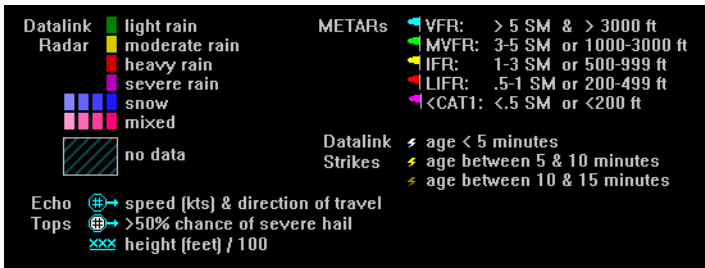 Datalink light rain
Radar moderate rain
heavy rain
severe rain
snow
mixed
no data
Echo # speed (kts) & direction of travel
Tops # >50% chance of severe hail
xxx height (feet) / 100
METARs VFR: > 5 SM & > 3000 ft
MVFR: 3-5 SM or 1000-3000 ft
IFR: 1-3 SM or 500-999 ft
LIFR: .5-1 SM or 200-499 ft
<CAT1: <.5 SM or <200 ft
Datalink age < 5 minutes
Strikes age between 5 & 10 minutes
age between 10 & 15 minutes